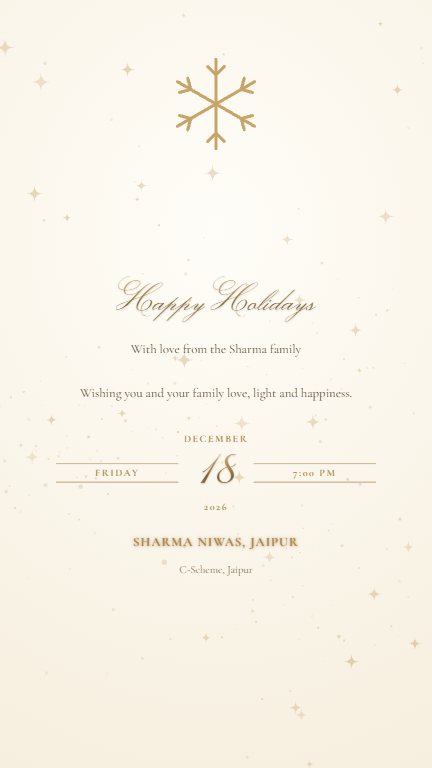 Happy Holidays
With love from the Sharma family
Wishing you and your family love, light and happiness.
DECEMBER
FRIDAY
18
7:00 PM
2026
SHARMA NIWAS, JAIPUR
C-Scheme, Jaipur